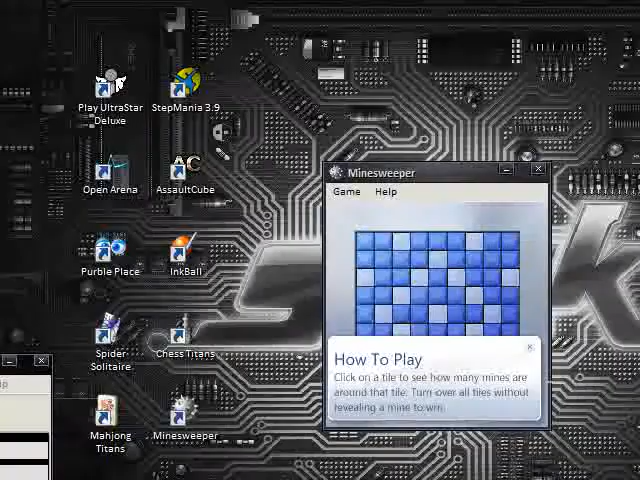 Play UltraStar
Deluxe
StepMania 3.9
Open Arena
AssaultCube
Purble Place
InkBall
Spider
Solitaire
Chess Titans
Mahjong
Titans
Minesweeper
Minesweeper
Game Help
How To Play
Click on a tile to see how many mines are
around that tile. Turn over all tiles without
revealing a mine to win.